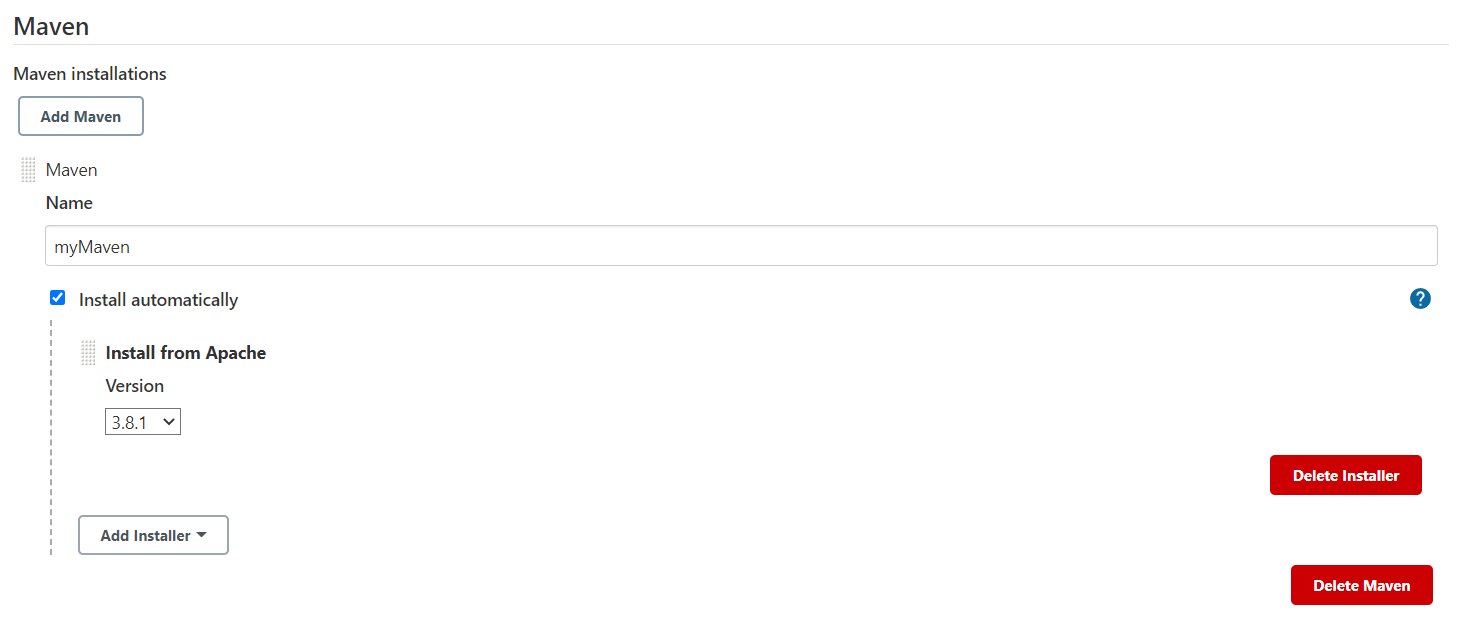 Maven
Maven installations
Add Maven
Maven
Name
myMaven
Install automatically
?
Install from Apache
Version
3.8.1
Delete Installer
Add Installer
Delete Maven